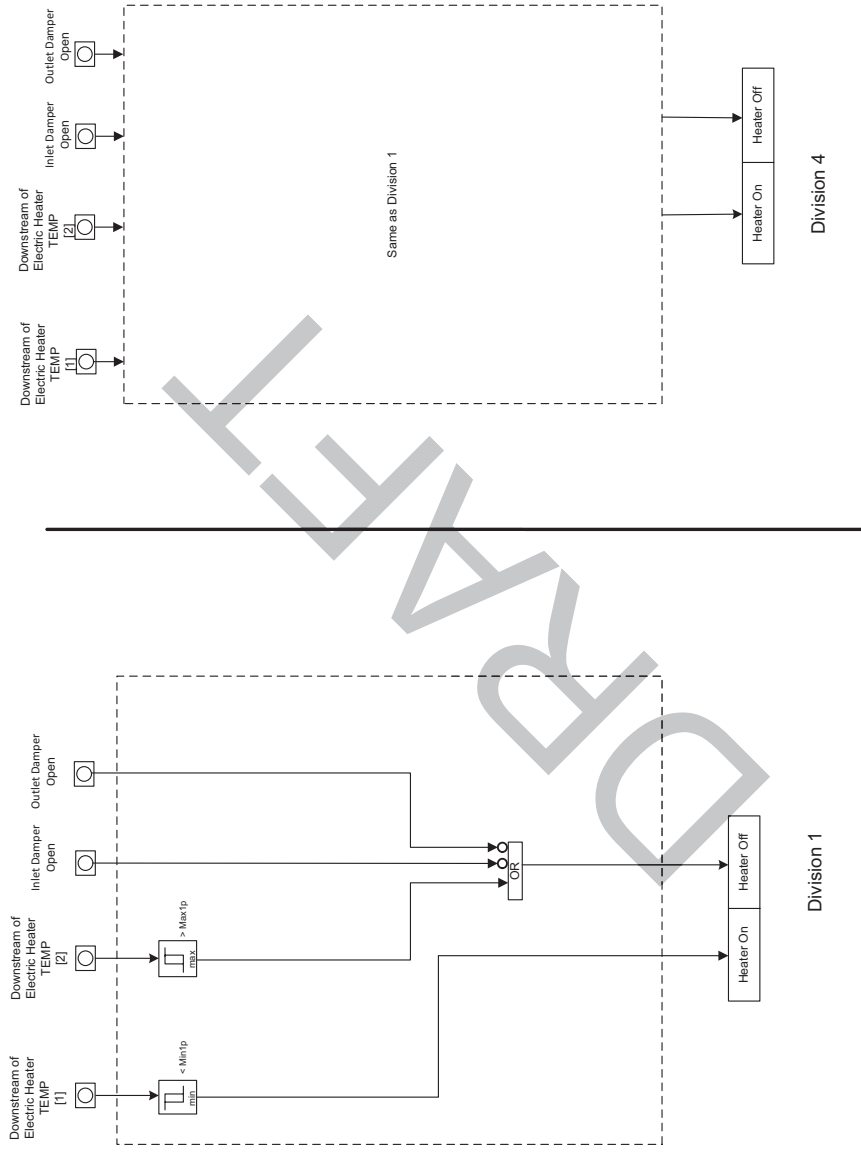 Downstream of
Electric Heater
TEMP
[1]
Downstream of
Electric Heater
TEMP
[2]
Inlet Damper
Open
Outlet Damper
Open
< Min1p
min
> Max1p
max
OR
Heater On
Heater Off
Division 1
Downstream of
Electric Heater
TEMP
[1]
Downstream of
Electric Heater
TEMP
[2]
Inlet Damper
Open
Outlet Damper
Open
Same as Division 1
Heater On
Heater Off
Division 4
DRAFT